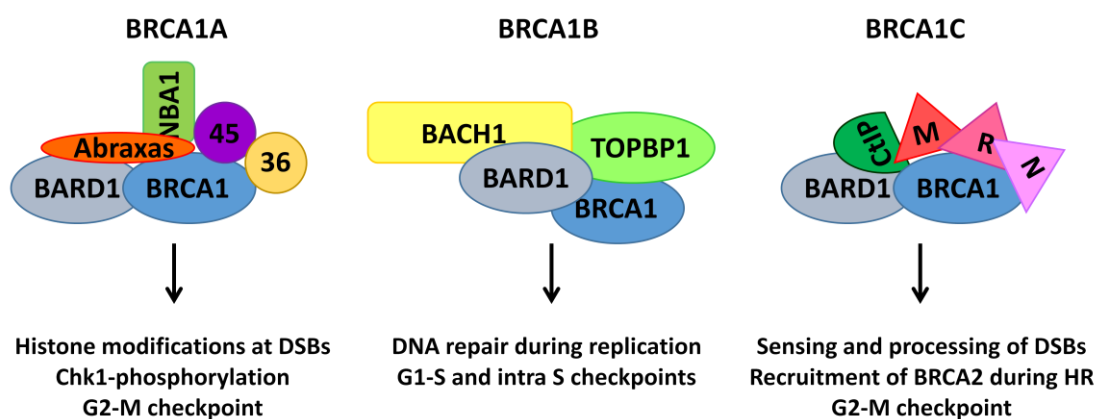 BRCA1A
NBA1
45
36
Abraxas
BARD1
BRCA1
Histone modifications at DSBs
Chk1-phosphorylation
G2-M checkpoint
BRCA1B
BACH1
TOPBP1
BARD1
BRCA1
DNA repair during replication
G1-S and intra S checkpoints
BRCA1C
CtIP
M
R
N
BARD1
BRCA1
Sensing and processing of DSBs
Recruitment of BRCA2 during HR
G2-M checkpoint